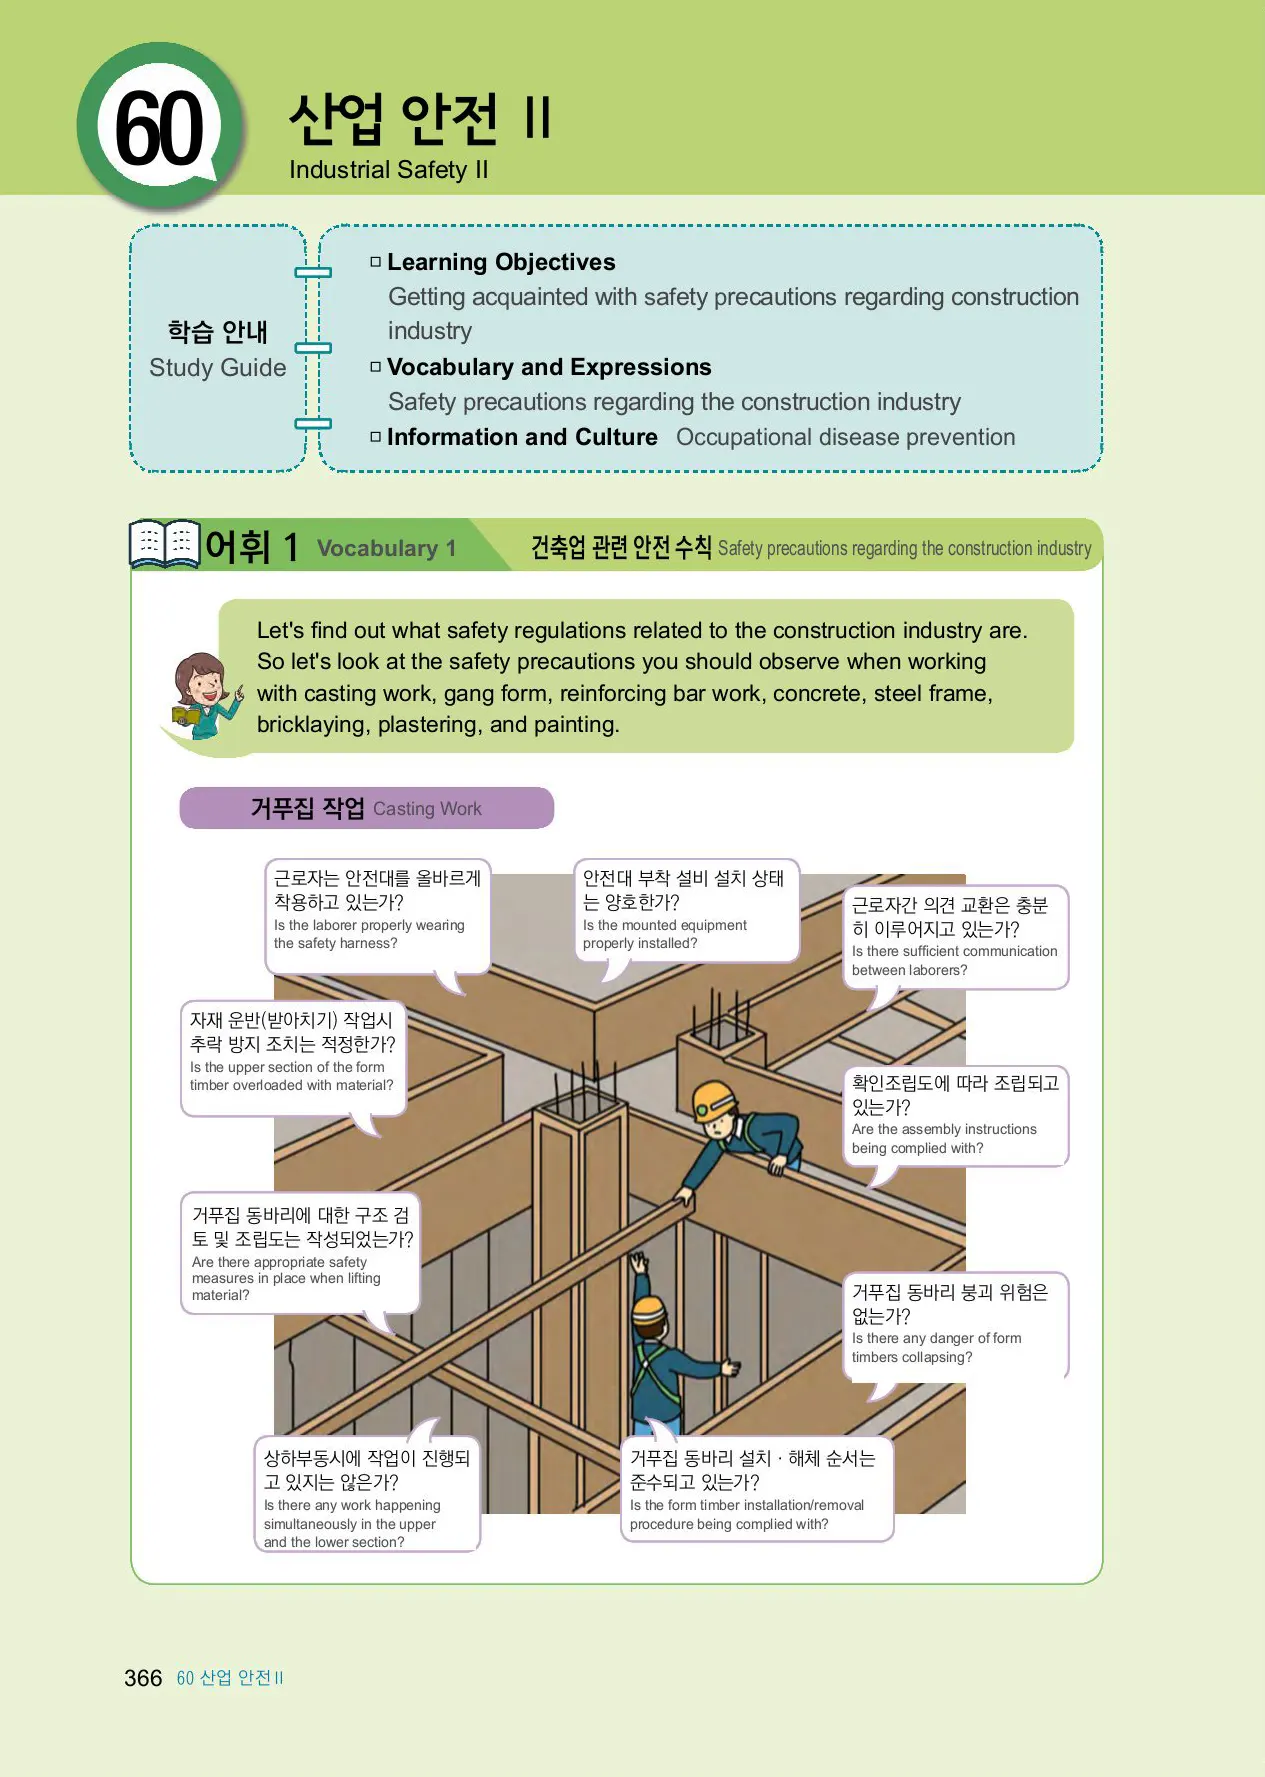 60
산업 안전 Ⅱ
Industrial Safety II
학습 안내
Study Guide
▫ Learning Objectives
Getting acquainted with safety precautions regarding construction
industry
▫ Vocabulary and Expressions
Safety precautions regarding the construction industry
▫ Information and Culture Occupational disease prevention
어휘 1 Vocabulary 1
건축업 관련 안전 수칙 Safety precautions regarding the construction industry
Let's find out what safety regulations related to the construction industry are.
So let's look at the safety precautions you should observe when working
with casting work, gang form, reinforcing bar work, concrete, steel frame,
bricklaying, plastering, and painting.
거푸집 작업 Casting Work
근로자는 안전대를 올바르게
착용하고 있는가?
Is the laborer properly wearing
the safety harness?
안전대 부착 설비 설치 상태
는 양호한가?
Is the mounted equipment
properly installed?
근로자간 의견 교환은 충분
히 이루어지고 있는가?
Is there sufficient communication
between laborers?
자재 운반(받아치기) 작업시
추락 방지 조치는 적정한가?
Is the upper section of the form
timber overloaded with material?
확인조립도에 따라 조립되고
있는가?
Are the assembly instructions
being complied with?
거푸집 동바리에 대한 구조 검
토 및 조립도는 작성되었는가?
Are there appropriate safety
measures in place when lifting
material?
거푸집 동바리 붕괴 위험은
없는가?
Is there any danger of form
timbers collapsing?
상하부동시에 작업이 진행되
고 있지는 않은가?
Is there any work happening
simultaneously in the upper
and the lower section?
거푸집 동바리 설치 · 해체 순서는
준수되고 있는가?
Is the form timber installation/removal
procedure being complied with?
366 60 산업 안전Ⅱ